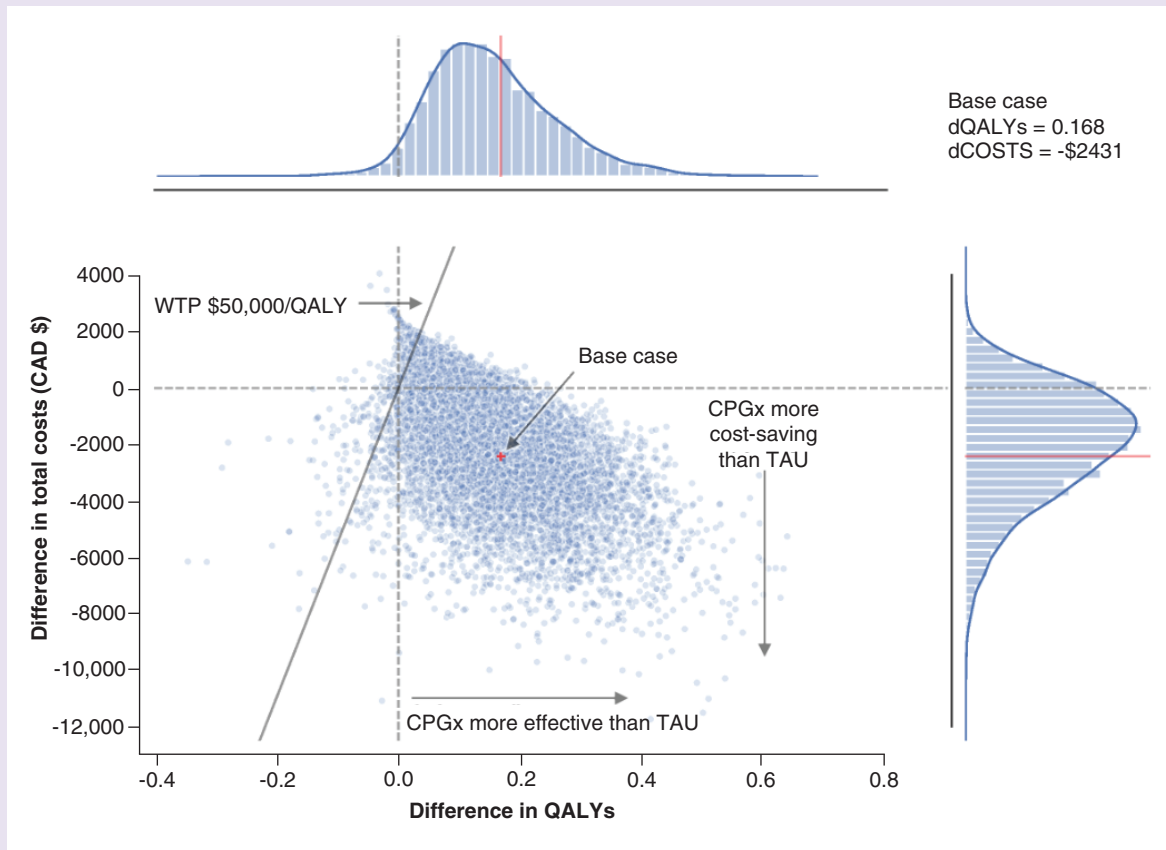 Base case
dQALYs = 0.168
dCOSTS = -$2431
4000
2000
0
-2000
-4000
-6000
-8000
-10,000
-12,000
Difference in total costs (CAD $)
WTP $50,000/QALY
Base case
CPGx more
cost-saving
than TAU
CPGx more effective than TAU
-0.4
-0.2
0.0
0.2
0.4
0.6
0.8
Difference in QALYs